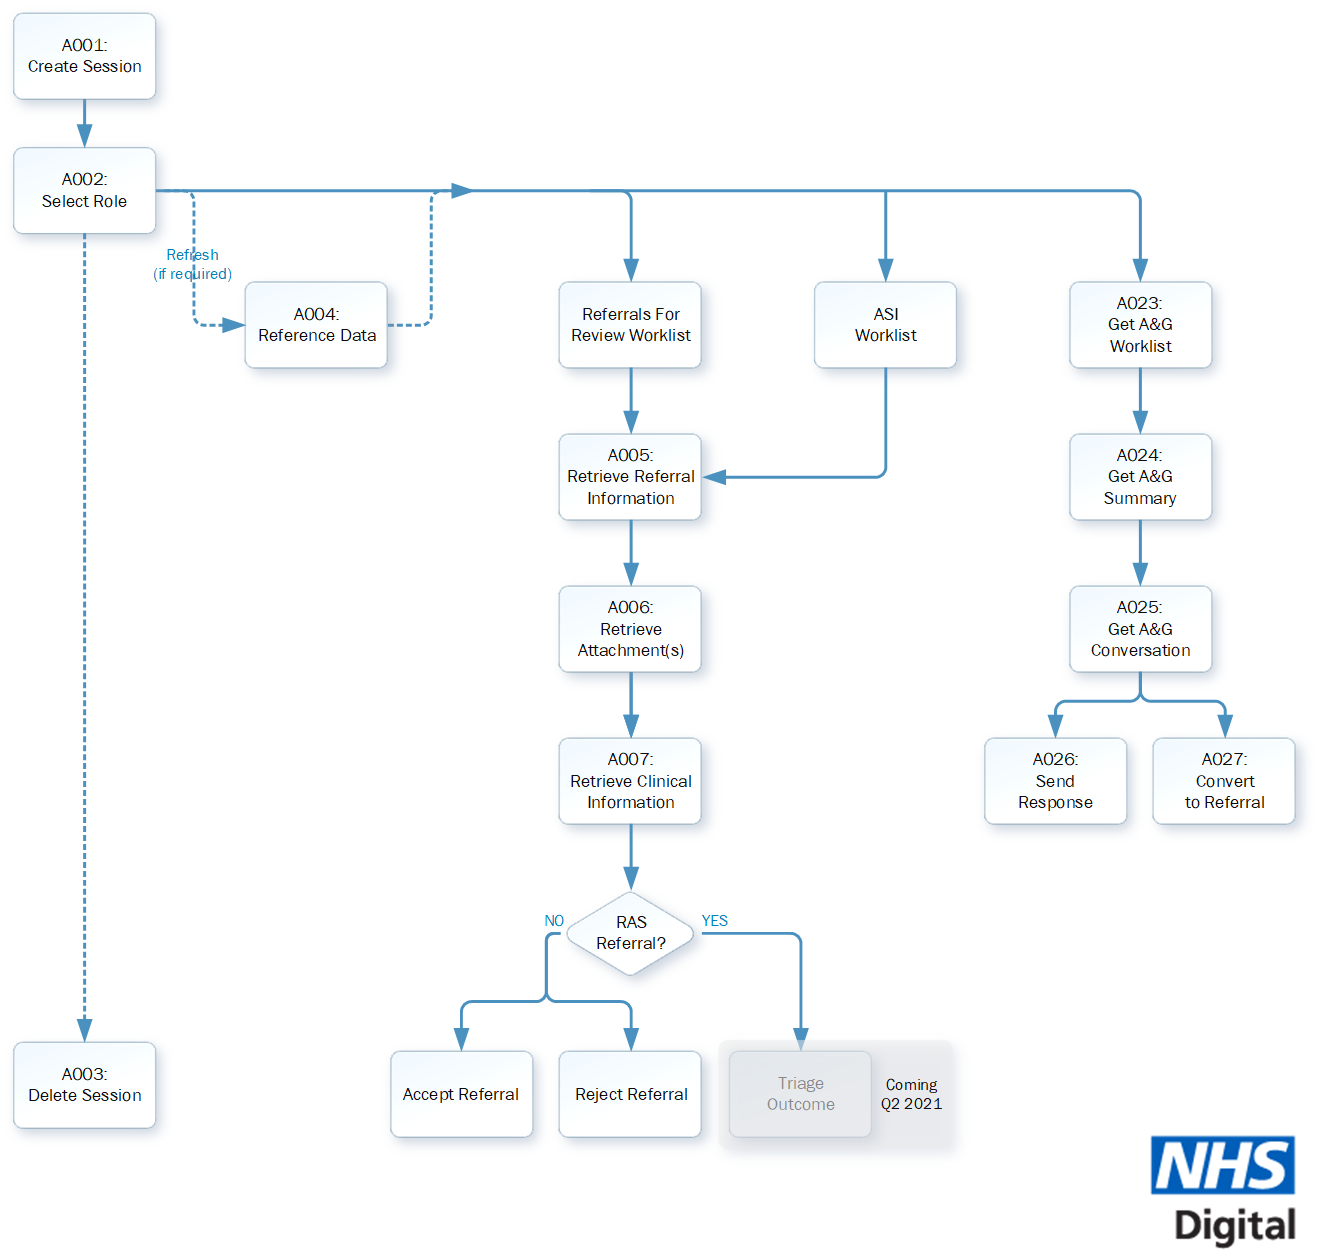 A001:
Create Session
A002:
Select Role
Refresh
(if required)
A004:
Reference Data
Referrals For
Review Worklist
ASI
Worklist
A023:
Get A&G
Worklist
A005:
Retrieve Referral
Information
A024:
Get A&G
Summary
A006:
Retrieve
Attachment(s)
A025:
Get A&G
Conversation
A007:
Retrieve Clinical
Information
A026:
Send
Response
A027:
Convert
to Referral
NO
RAS
Referral?
YES
A003:
Delete Session
Accept Referral
Reject Referral
Triage
Outcome
Coming
Q2 2021
NHS
Digital